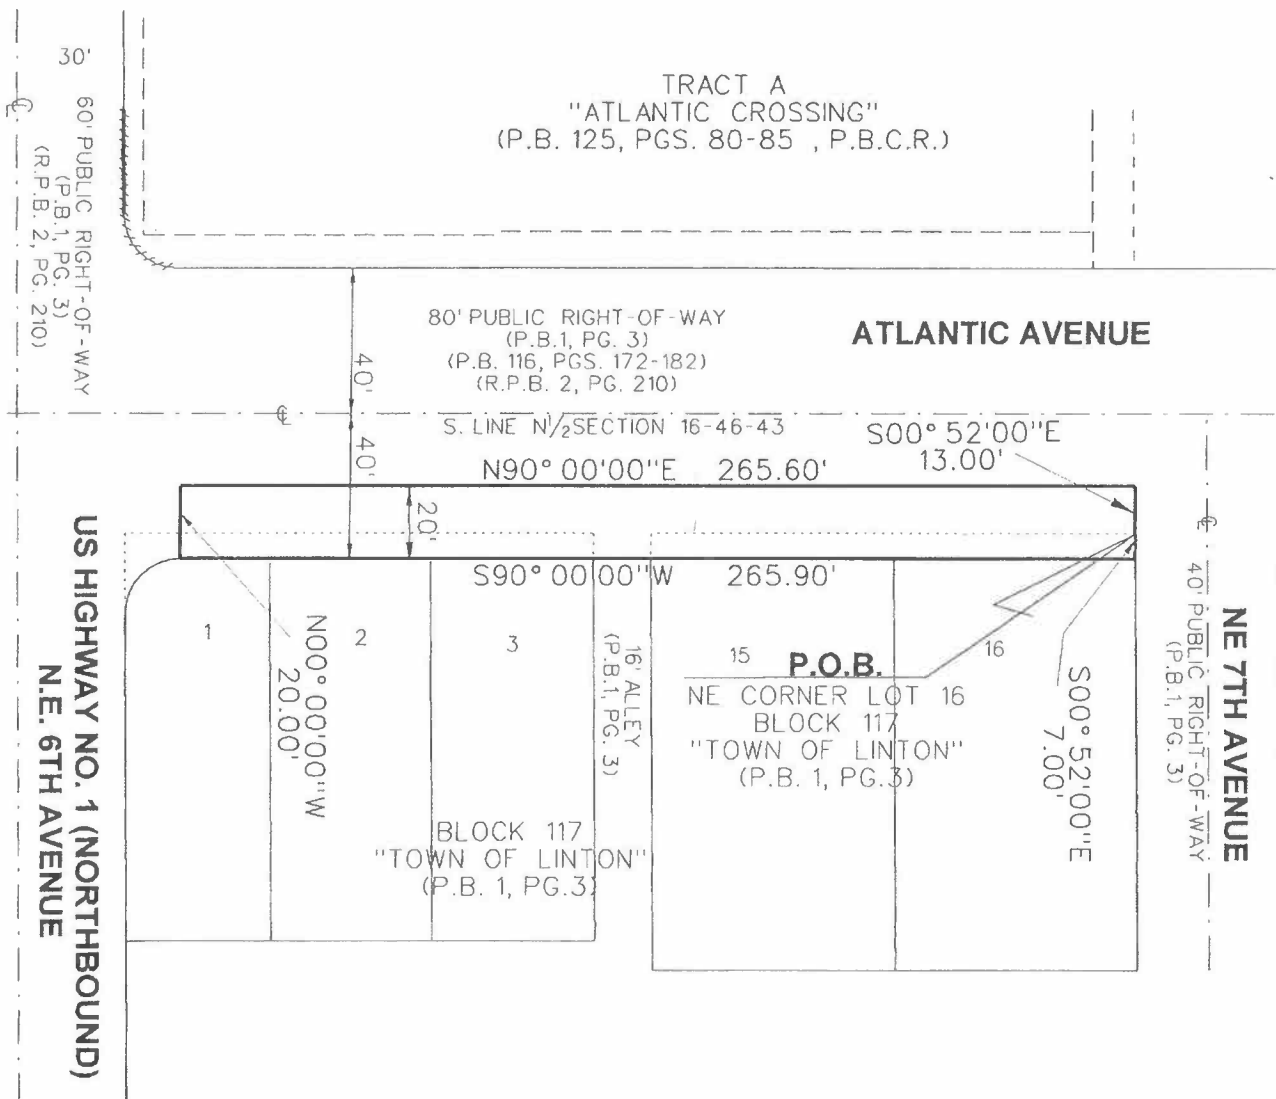 30'
60' PUBLIC RIGHT-OF-WAY
(P.B.1, PG. 3)
(R.P.B. 2, PG. 210)
TRACT A
"ATLANTIC CROSSING"
(P.B. 125, PGS. 80-85 , P.B.C.R.)
80' PUBLIC RIGHT-OF-WAY
(P.B.1, PG. 3)
(P.B. 116, PGS. 172-182)
(R.P.B. 2, PG. 210)
ATLANTIC AVENUE
40'
40'
S. LINE N1/2 SECTION 16-46-43
S00°52'00"E
13.00'
N90°00'00"E 265.60'
20'
S90°00'00"W 265.90'
1
2
3
15
16
N00°00'00"W
20.00'
16' ALLEY
(P.B.1, PG. 3)
P.O.B.
NE CORNER LOT 16
BLOCK 117
"TOWN OF LINTON"
(P.B. 1, PG.3)
S00°52'00"E
7.00'
BLOCK 117
"TOWN OF LINTON"
(P.B. 1, PG.3)
US HIGHWAY NO. 1 (NORTHBOUND)
N.E. 6TH AVENUE
40' PUBLIC RIGHT-OF-WAY
(P.B.1, PG. 3)
NE 7TH AVENUE